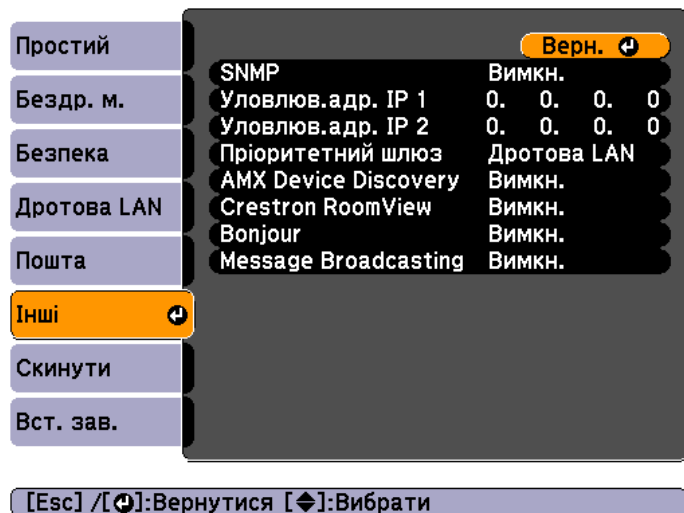 Простий
Бездр. м.
Безпека
Дротова LAN
Пошта
Інші
Скинути
Вст. зав.
Верн.
SNMP Вимкн.
Уловлюв.адр. IP 1 0. 0. 0. 0
Уловлюв.адр. IP 2 0. 0. 0. 0
Пріоритетний шлюз Дротова LAN
AMX Device Discovery Вимкн.
Crestron RoomView Вимкн.
Bonjour Вимкн.
Message Broadcasting Вимкн.
[Esc] /[⏎]:Вернутися [◆]:Вибрати